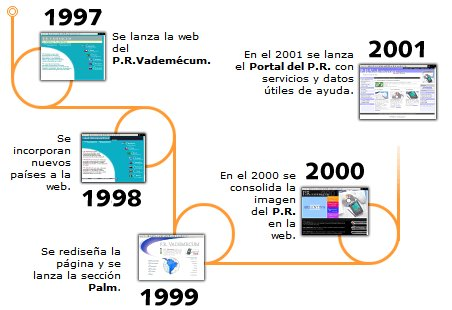 1997
Se lanza la web
del
P.R.Vademécum.
2001
En el 2001 se lanza
el Portal del P.R. con
servicios y datos
útiles de ayuda.
Se
incorporan
nuevos
países a la
web.
1998
2000
En el 2000 se
consolida la
imagen
del P.R.
en la
web.
Se rediseña la
página y se
lanza la sección
Palm.
1999
P.R. VADEMECUM